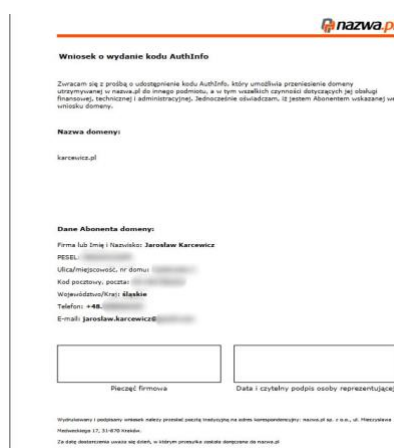 nazwa.p
Wniosek o wydanie kodu AuthInfo
Zwracam się z prośbą o udostępnienie kodu AuthInfo, który umożliwia przeniesienie domeny
utrzymywanej w nazwa.pl do innego podmiotu, a w tym wszelkich czynności dotyczących jej obsługi
finansowej, technicznej i administracyjnej. Jednocześnie oświadczam, iż jestem Abonentem wskazanej we
wniosku domeny.
Nazwa domeny:
karcewicz.pl
Dane Abonenta domeny:
Firma lub Imię i Nazwisko: Jarosław Karcewicz
PESEL:
Ulica/miejscowość, nr domu:
Kod pocztowy, poczta:
Województwo/Kraj: śląskie
Telefon: +48.
E-mail: jaroslaw.karcewicz@
Pieczęć firmowa
Data i czytelny podpis osoby reprezentującej
Wydrukowany i podpisany wniosek należy przesłać pocztą tradycyjną na adres korespondencyjny: nazwa.pl sp. z o.o., ul. Mieczysława
Medweckiego 17, 31-870 Kraków.
Za datę dostarczenia uważa się dzień, w którym przesyłka została doręczona do nazwa.pl